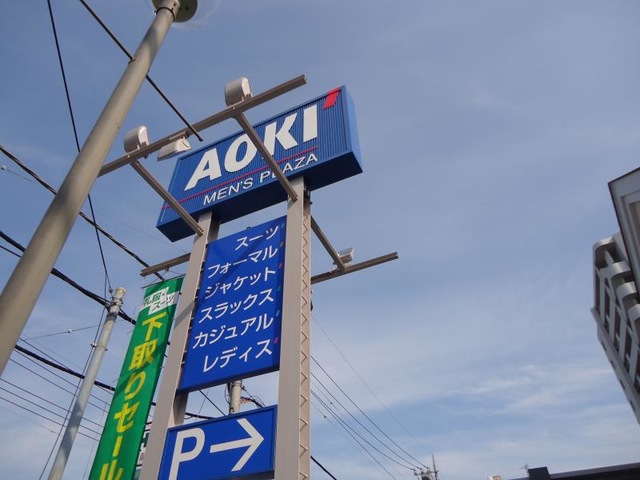 AOKI
MEN'S PLAZA
スーツ
フォーマル
ジャケット
スラックス
カジュアル
レディス
P→
下取りセール